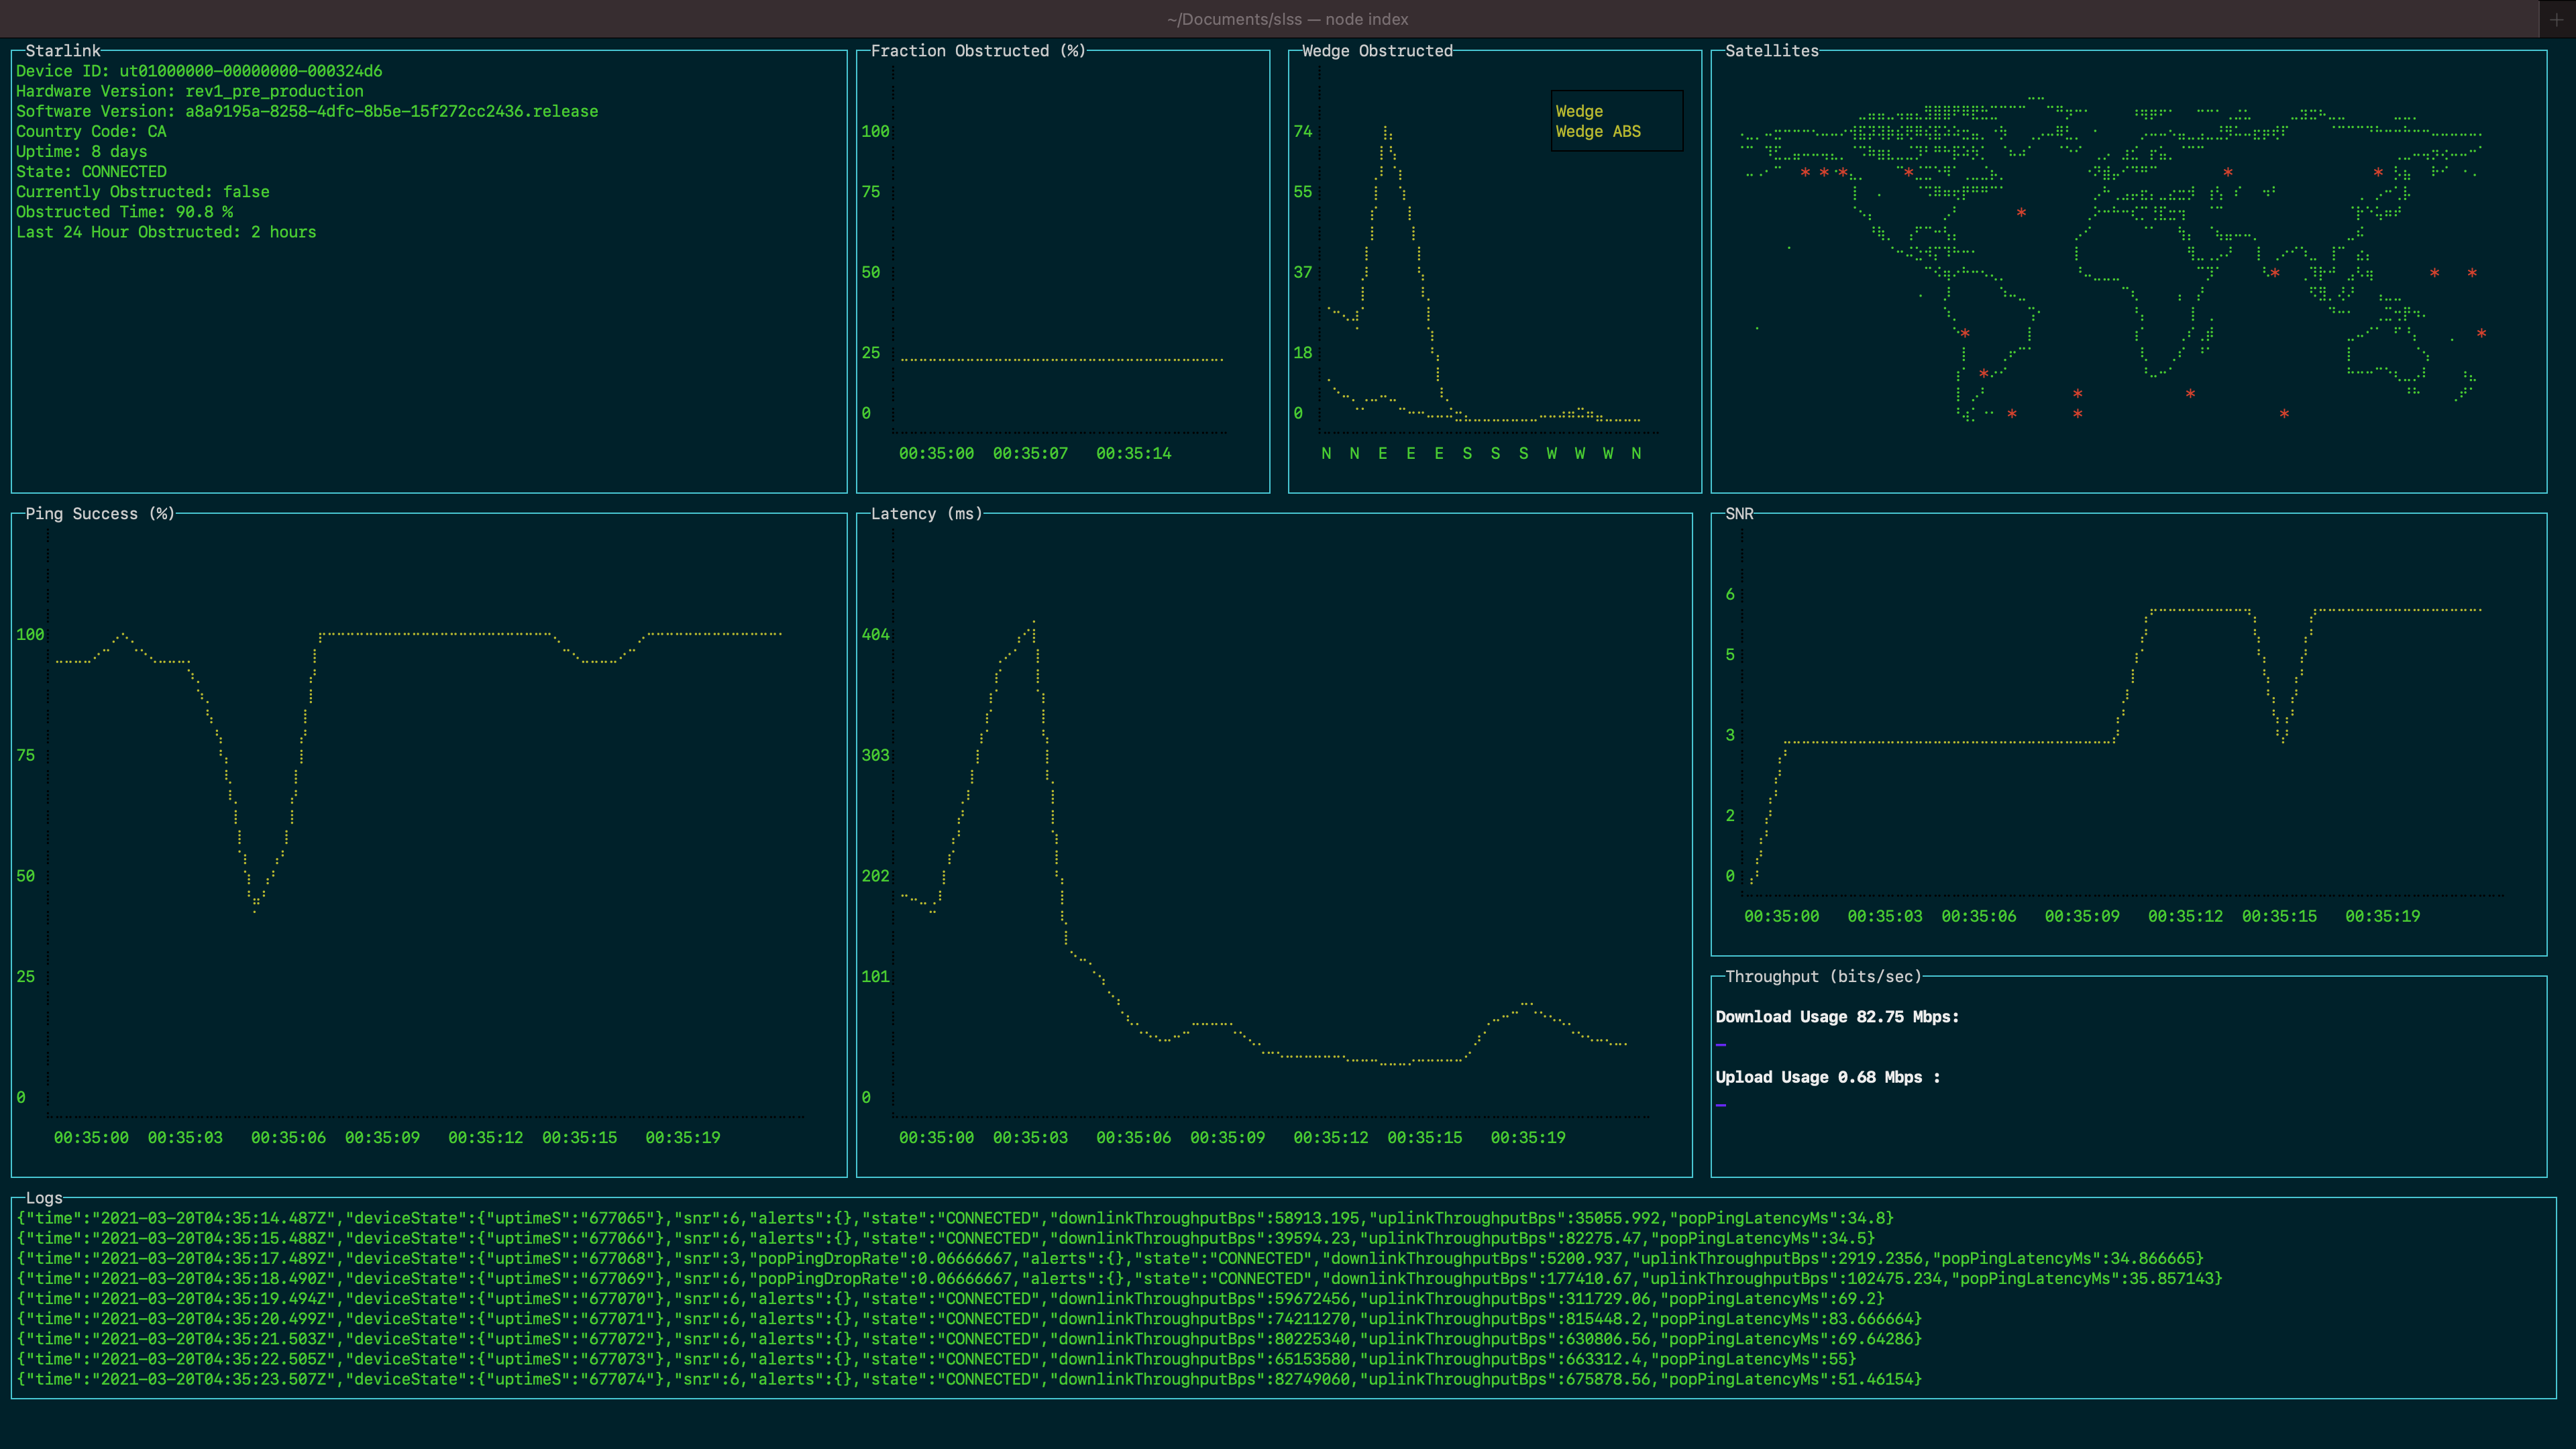 ~/Documents/slss — node index
+
Starlink
Device ID: ut01000000-00000000-000324d6
Hardware Version: rev1_pre_production
Software Version: a8a9195a-8258-4dfc-8b5e-15f272cc2436.release
Country Code: CA
Uptime: 8 days
State: CONNECTED
Currently Obstructed: false
Obstructed Time: 90.8 %
Last 24 Hour Obstructed: 2 hours
Fraction Obstructed (%)
100
75
50
25
0
00:35:00 00:35:07 00:35:14
Wedge Obstructed
Wedge
Wedge ABS
74
55
37
18
0
N N E E E S S S W W W N
Satellites
Ping Success (%)
100
75
50
25
0
00:35:00 00:35:03 00:35:06 00:35:09 00:35:12 00:35:15 00:35:19
Latency (ms)
404
303
202
101
0
00:35:00 00:35:03 00:35:06 00:35:09 00:35:12 00:35:15 00:35:19
SNR
6
5
3
2
0
00:35:00 00:35:03 00:35:06 00:35:09 00:35:12 00:35:15 00:35:19
Throughput (bits/sec)
Download Usage 82.75 Mbps:
Upload Usage 0.68 Mbps :
Logs
{"time":"2021-03-20T04:35:14.487Z","deviceState":{"uptimeS":"677065"},"snr":6,"alerts":{},"state":"CONNECTED","downlinkThroughputBps":58913.195,"uplinkThroughputBps":35055.992,"popPingLatencyMs":34.8}
{"time":"2021-03-20T04:35:15.488Z","deviceState":{"uptimeS":"677066"},"snr":6,"alerts":{},"state":"CONNECTED","downlinkThroughputBps":39594.23,"uplinkThroughputBps":82275.47,"popPingLatencyMs":34.5}
{"time":"2021-03-20T04:35:17.489Z","deviceState":{"uptimeS":"677068"},"snr":3,"popPingDropRate":0.06666667,"alerts":{},"state":"CONNECTED","downlinkThroughputBps":5200.937,"uplinkThroughputBps":2919.2356,"popPingLatencyMs":34.866665}
{"time":"2021-03-20T04:35:18.490Z","deviceState":{"uptimeS":"677069"},"snr":6,"popPingDropRate":0.06666667,"alerts":{},"state":"CONNECTED","downlinkThroughputBps":177410.67,"uplinkThroughputBps":102475.234,"popPingLatencyMs":35.857143}
{"time":"2021-03-20T04:35:19.494Z","deviceState":{"uptimeS":"677070"},"snr":6,"alerts":{},"state":"CONNECTED","downlinkThroughputBps":59672456,"uplinkThroughputBps":311729.06,"popPingLatencyMs":69.2}
{"time":"2021-03-20T04:35:20.499Z","deviceState":{"uptimeS":"677071"},"snr":6,"alerts":{},"state":"CONNECTED","downlinkThroughputBps":74211270,"uplinkThroughputBps":815448.2,"popPingLatencyMs":83.666664}
{"time":"2021-03-20T04:35:21.503Z","deviceState":{"uptimeS":"677072"},"snr":6,"alerts":{},"state":"CONNECTED","downlinkThroughputBps":80225340,"uplinkThroughputBps":630806.56,"popPingLatencyMs":69.64286}
{"time":"2021-03-20T04:35:22.505Z","deviceState":{"uptimeS":"677073"},"snr":6,"alerts":{},"state":"CONNECTED","downlinkThroughputBps":65153580,"uplinkThroughputBps":663312.4,"popPingLatencyMs":55}
{"time":"2021-03-20T04:35:23.507Z","deviceState":{"uptimeS":"677074"},"snr":6,"alerts":{},"state":"CONNECTED","downlinkThroughputBps":82749060,"uplinkThroughputBps":675878.56,"popPingLatencyMs":51.46154}